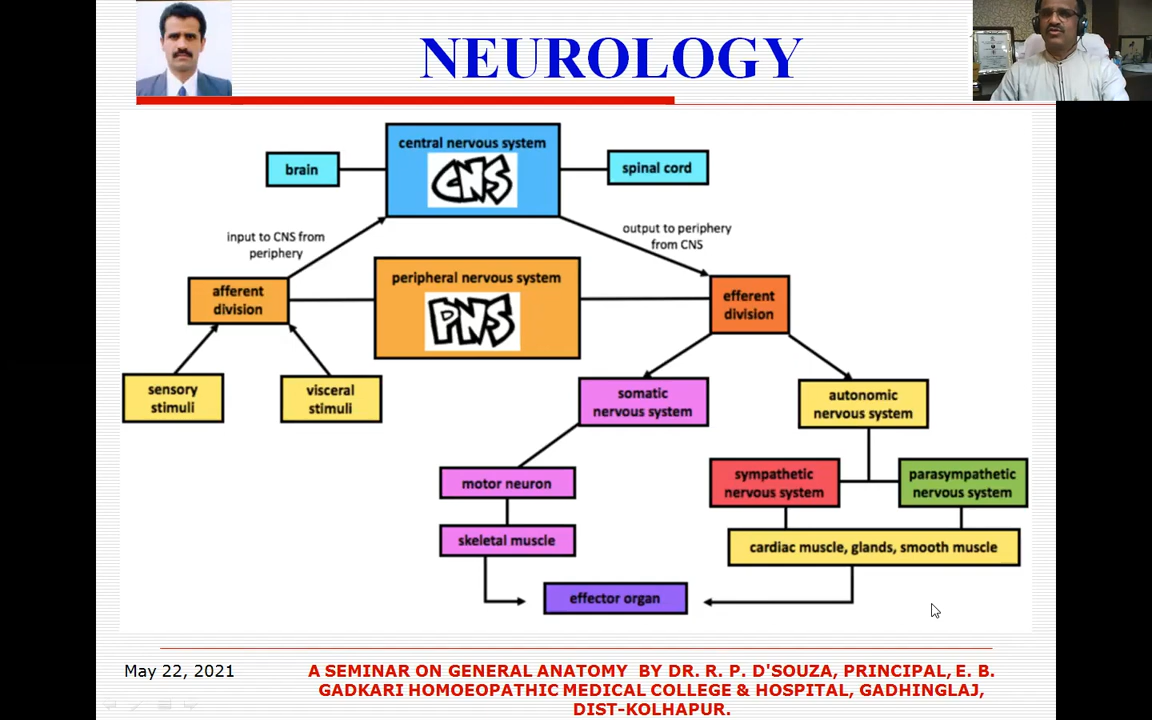 NEUROLOGY
central nervous system
CNS
brain
spinal cord
input to CNS from
periphery
output to periphery
from CNS
peripheral nervous system
PNS
afferent
division
efferent
division
sensory
stimuli
visceral
stimuli
somatic
nervous system
autonomic
nervous system
motor neuron
sympathetic
nervous system
parasympathetic
nervous system
skeletal muscle
cardiac muscle, glands, smooth muscle
effector organ
May 22, 2021
A SEMINAR ON GENERAL ANATOMY BY DR. R. P. D'SOUZA, PRINCIPAL, E. B.
GADKARI HOMOEOPATHIC MEDICAL COLLEGE & HOSPITAL, GADHINGLAJ,
DIST-KOLHAPUR.